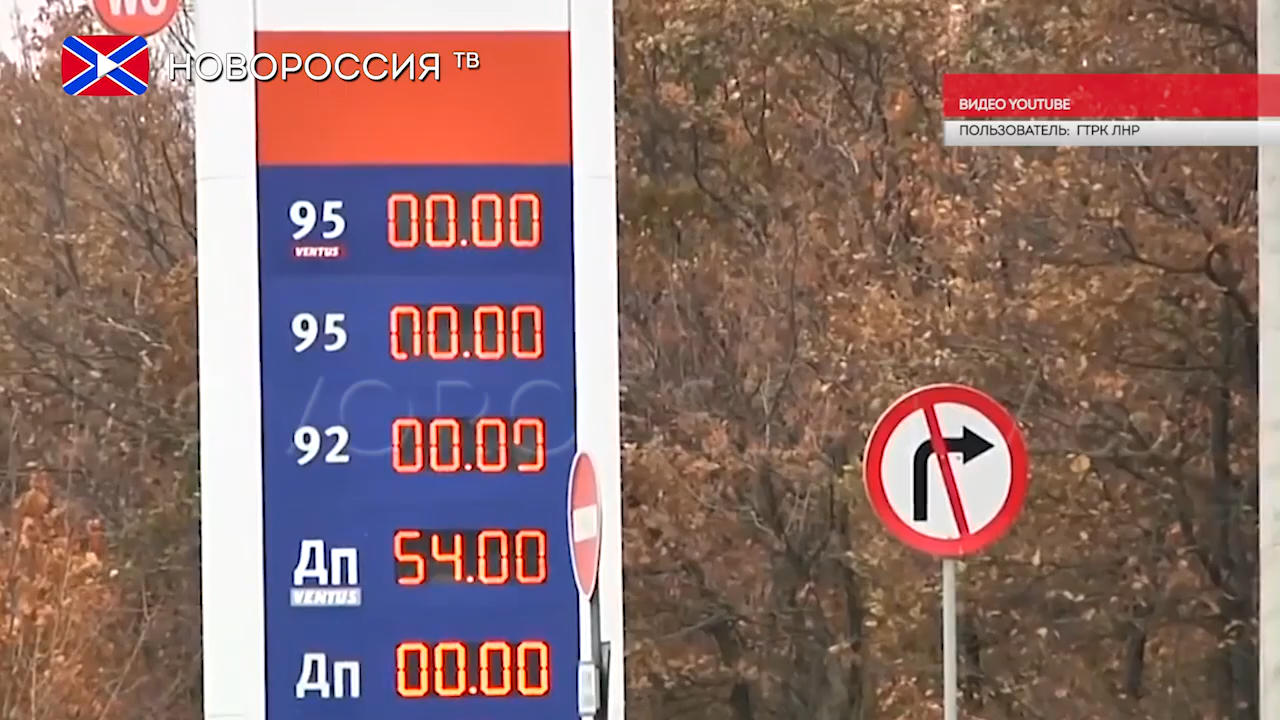 НОВОРОССИЯ ТВ
ВИДЕО YOUTUBE
ПОЛЬЗОВАТЕЛЬ: ГТРК ЛНР
95 00.00
VENTUS
95 00.00
92 00.00
Дп 54.00
VENTUS
Дп 00.00